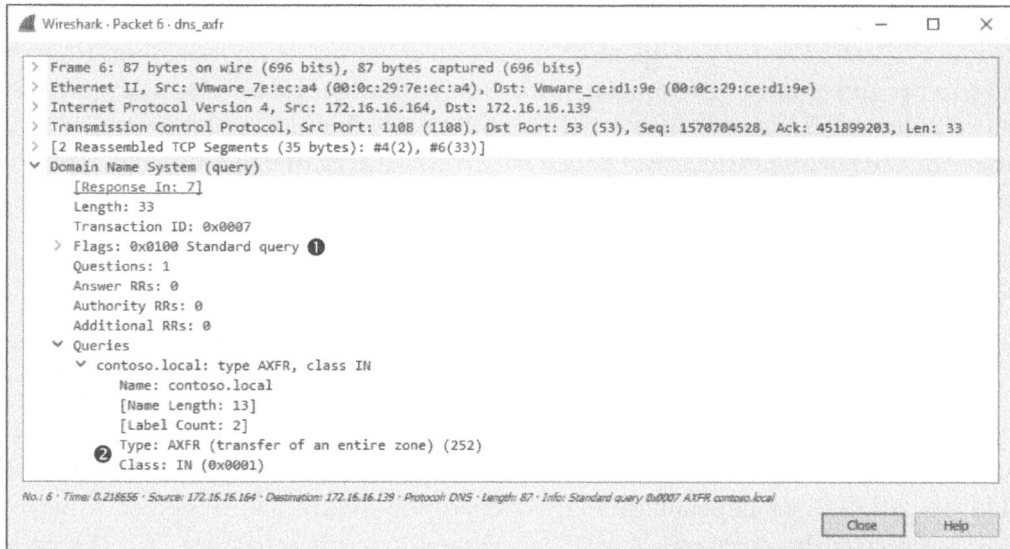 Wireshark · Packet 6 · dns_axfr
> Frame 6: 87 bytes on wire (696 bits), 87 bytes captured (696 bits)
> Ethernet II, Src: Vmware_7e:ec:a4 (00:0c:29:7e:ec:a4), Dst: Vmware_ce:d1:9e (00:0c:29:ce:d1:9e)
> Internet Protocol Version 4, Src: 172.16.16.164, Dst: 172.16.16.139
> Transmission Control Protocol, Src Port: 1108 (1108), Dst Port: 53 (53), Seq: 1570704528, Ack: 451899203, Len: 33
> [2 Reassembled TCP Segments (35 bytes): #4(2), #6(33)]
Domain Name System (query)
[Response In: 7]
Length: 33
Transaction ID: 0x0007
> Flags: 0x0100 Standard query ❶
Questions: 1
Answer RRs: 0
Authority RRs: 0
Additional RRs: 0
Queries
contoso.local: type AXFR, class IN
Name: contoso.local
[Name Length: 13]
[Label Count: 2]
❷ Type: AXFR (transfer of an entire zone) (252)
Class: IN (0x0001)
No.: 6 · Time: 0.218656 · Source: 172.16.16.164 · Destination: 172.16.16.139 · Protocol: DNS · Length: 87 · Info: Standard query 0x0007 AXFR contoso.local
Close Help